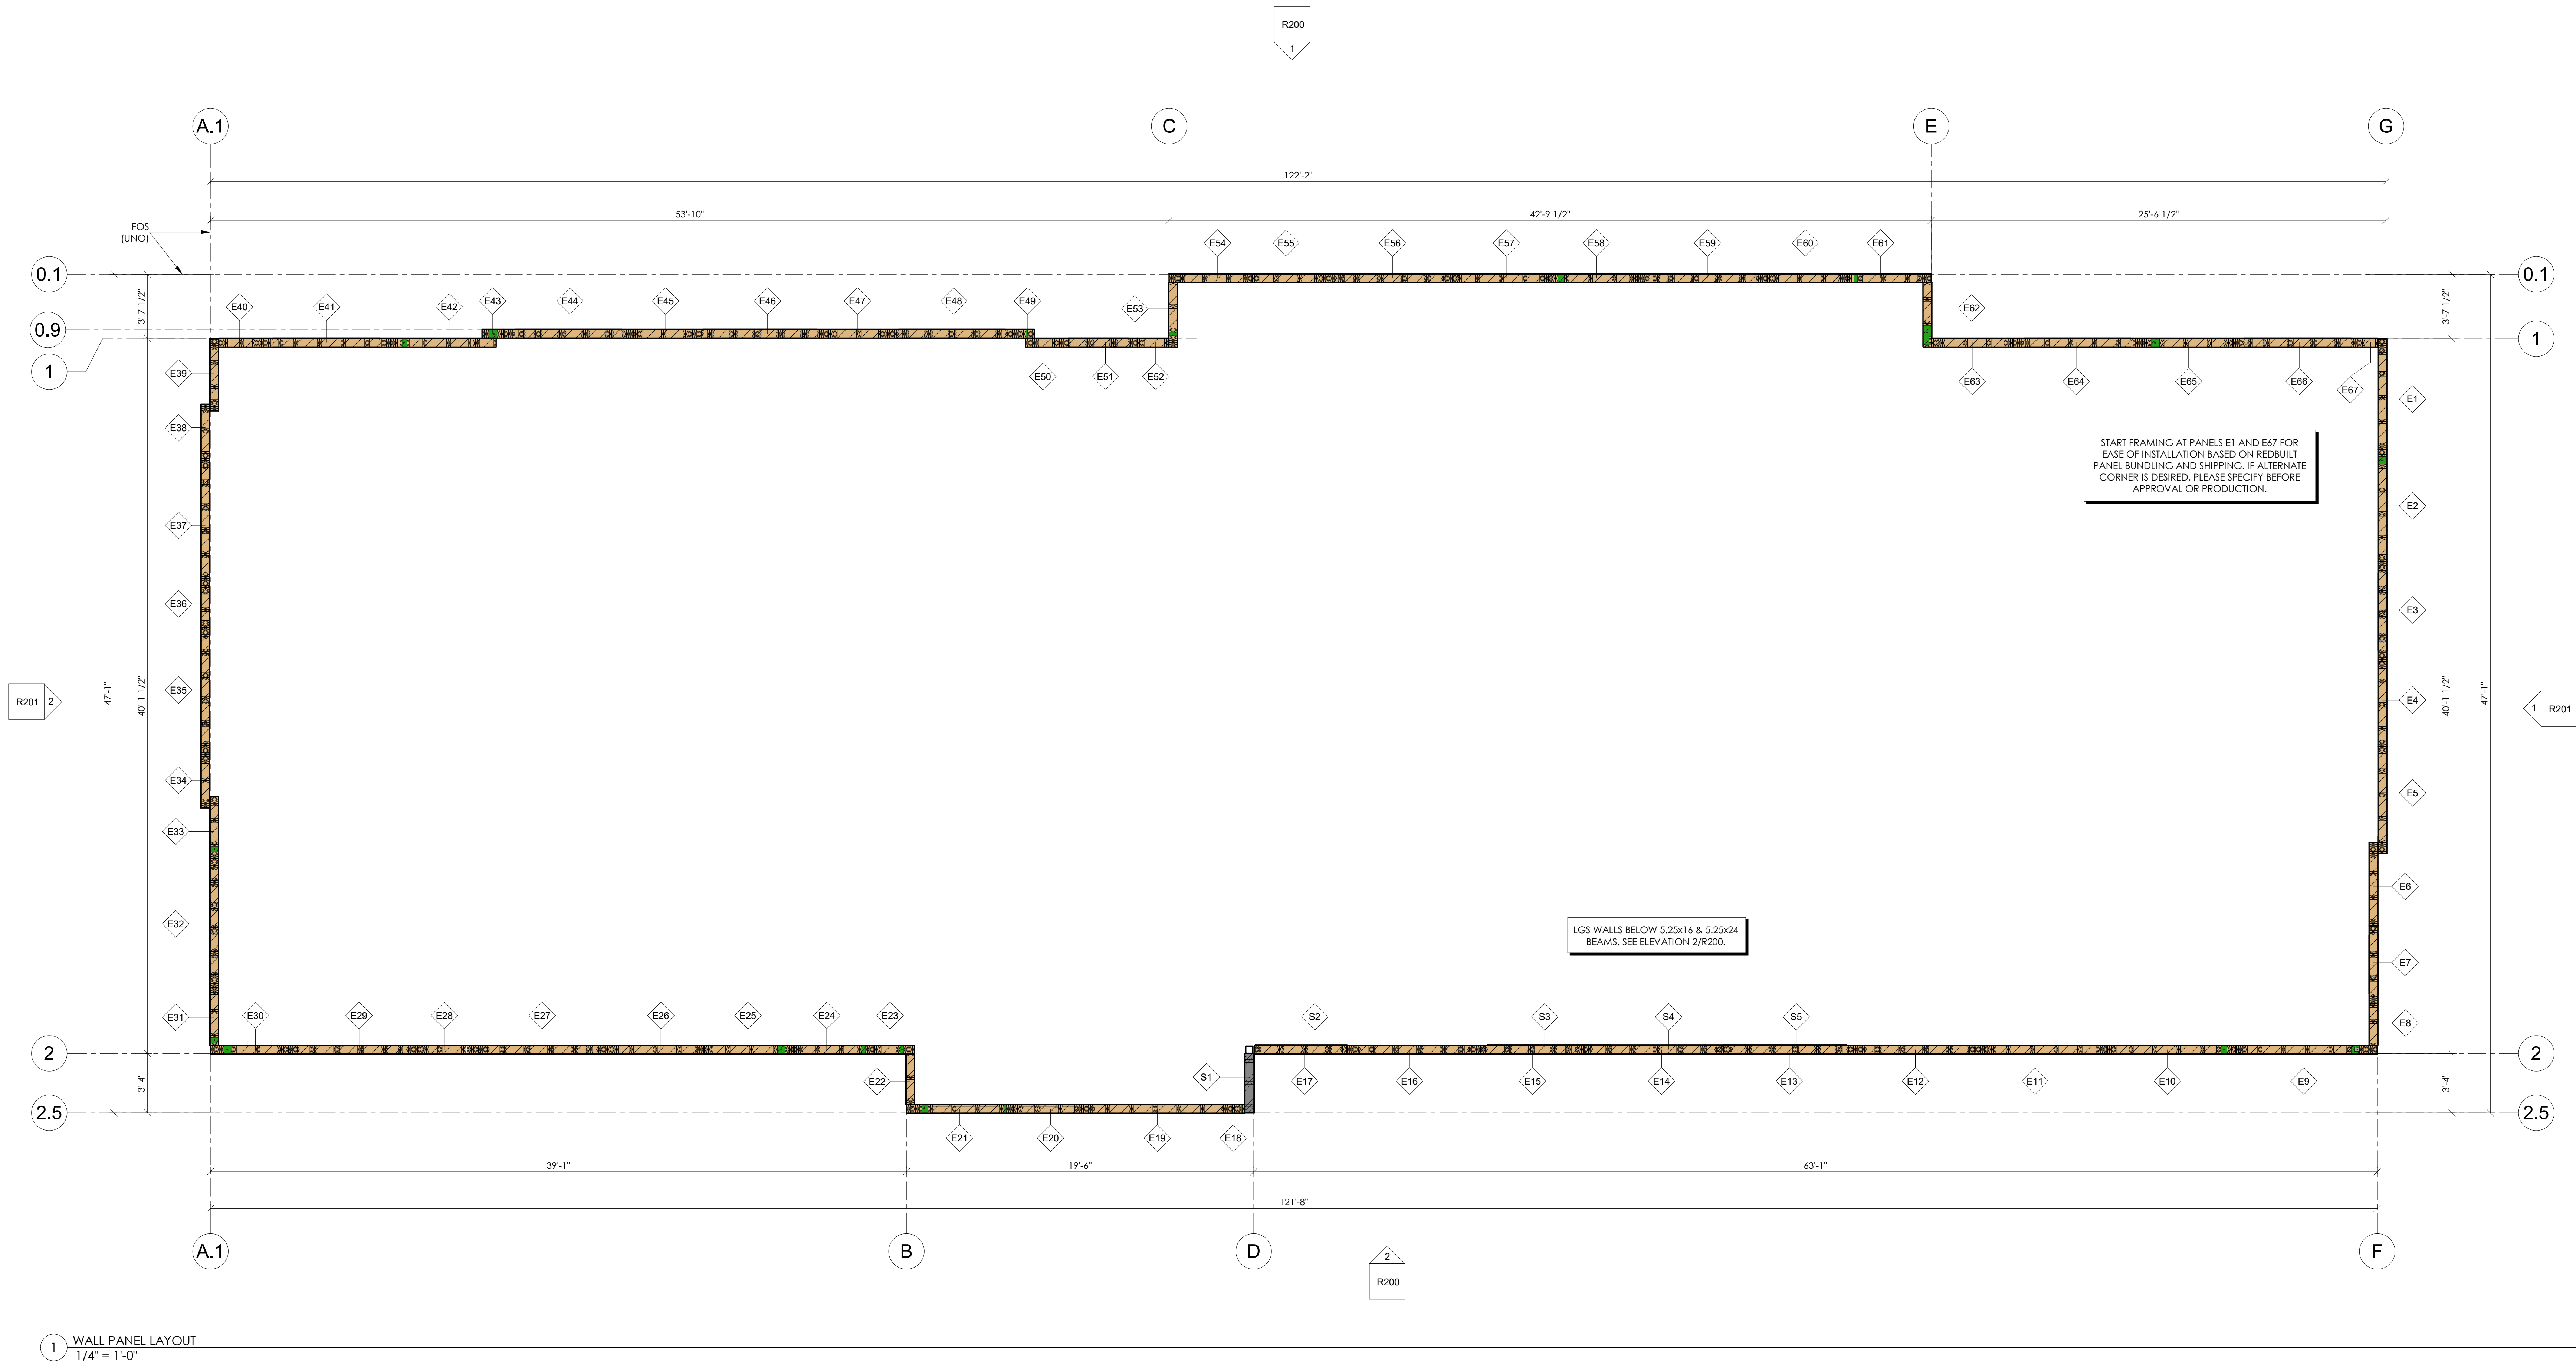 R200
1
A.1
C
E
G
122'-2"
53'-10"
42'-9 1/2"
25'-6 1/2"
FOS
(UNO)
E54
E55
E56
E57
E58
E59
E60
E61
0.1
0.1
3'-7 1/2"
3'-7 1/2"
E40
E41
E42
E43
E44
E45
E46
E47
E48
E49
E53
E62
0.9
1
1
E39
E50
E51
E52
E63
E64
E65
E66
E67
E1
E38
START FRAMING AT PANELS E1 AND E67 FOR
EASE OF INSTALLATION BASED ON REDBUILT
PANEL BUNDLING AND SHIPPING. IF ALTERNATE
CORNER IS DESIRED, PLEASE SPECIFY BEFORE
APPROVAL OR PRODUCTION.
E37
E2
E36
E3
R201
2
47'-1"
40'-1 1/2"
E35
E4
40'-1 1/2"
47'-1"
1
R201
E34
E5
E33
E6
E32
LGS WALLS BELOW 5.25x16 & 5.25x24
BEAMS, SEE ELEVATION 2/R200.
E7
E31
E30
E29
E28
E27
E26
E25
E24
E23
S2
S3
S4
S5
E8
2
2
3'-4"
E22
S1
E17
E16
E15
E14
E13
E12
E11
E10
E9
3'-4"
2.5
2.5
E21
E20
E19
E18
39'-1"
19'-6"
63'-1"
121'-8"
A.1
B
D
F
2
R200
1
WALL PANEL LAYOUT
1/4" = 1'-0"